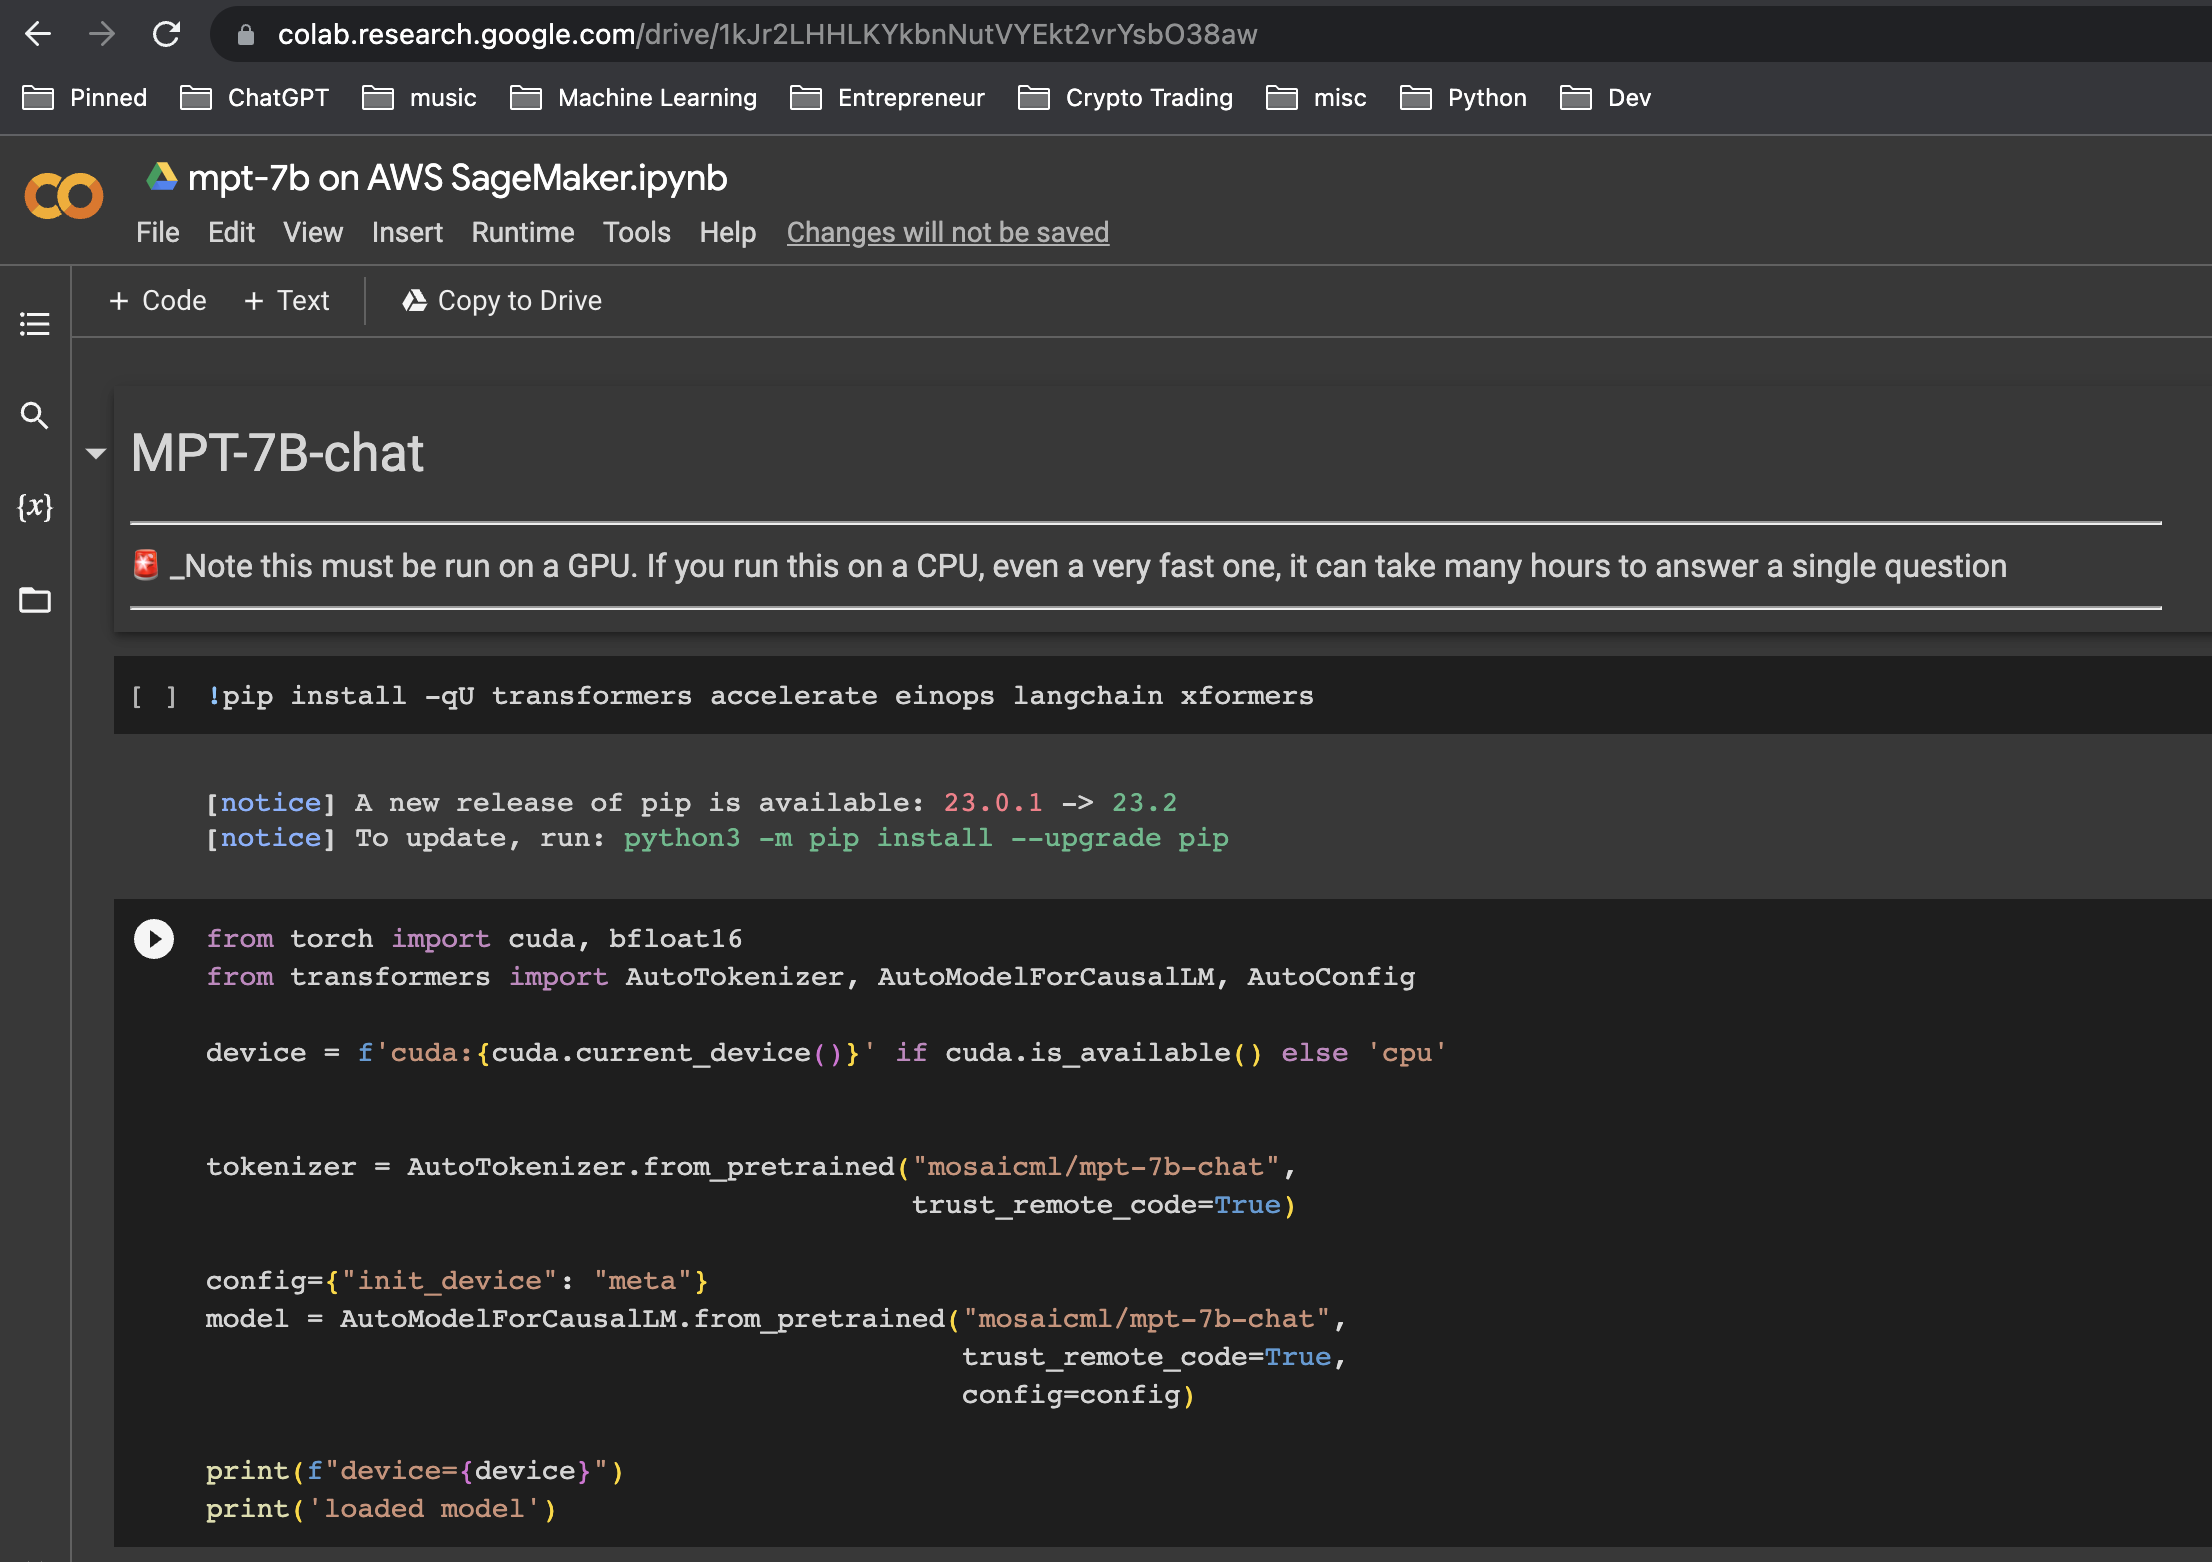 colab.research.google.com/drive/1kJr2LHHLKYkbnNutVYEkt2vrYsbO38aw
Pinned ChatGPT music Machine Learning Entrepreneur Crypto Trading misc Python Dev
mpt-7b on AWS SageMaker.ipynb
File Edit View Insert Runtime Tools Help Changes will not be saved
+ Code + Text Copy to Drive
MPT-7B-chat
{x}
🚨 _Note this must be run on a GPU. If you run this on a CPU, even a very fast one, it can take many hours to answer a single question
[ ] !pip install -qU transformers accelerate einops langchain xformers
[notice] A new release of pip is available: 23.0.1 -> 23.2
[notice] To update, run: python3 -m pip install --upgrade pip
from torch import cuda, bfloat16
from transformers import AutoTokenizer, AutoModelForCausalLM, AutoConfig
device = f'cuda:{cuda.current_device()}' if cuda.is_available() else 'cpu'
tokenizer = AutoTokenizer.from_pretrained("mosaicml/mpt-7b-chat",
trust_remote_code=True)
config={"init_device": "meta"}
model = AutoModelForCausalLM.from_pretrained("mosaicml/mpt-7b-chat",
trust_remote_code=True,
config=config)
print(f"device={device}")
print('loaded model')